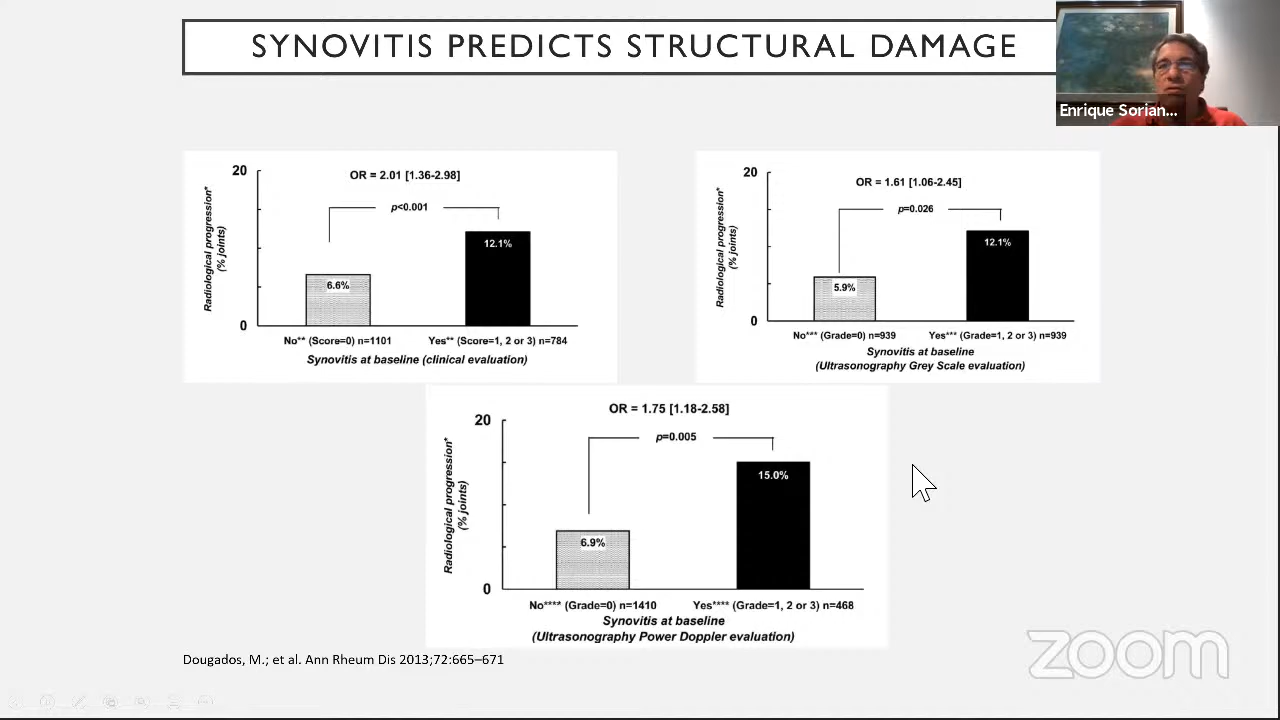 SYNOVITIS PREDICTS STRUCTURAL DAMAGE
Enrique Sorian...
OR = 2.01 [1.36-2.98]
p<0.001
20
0
Radiological progression*
(% joints)
6.6%
12.1%
No** (Score=0) n=1101
Yes** (Score=1, 2 or 3) n=784
Synovitis at baseline (clinical evaluation)
OR = 1.61 [1.06-2.45]
p=0.026
20
0
Radiological progression*
(% joints)
5.9%
12.1%
No*** (Grade=0) n=939
Yes*** (Grade=1, 2 or 3) n=939
Synovitis at baseline
(Ultrasonography Grey Scale evaluation)
OR = 1.75 [1.18-2.58]
p=0.005
20
0
Radiological progression*
(% joints)
6.9%
15.0%
No**** (Grade=0) n=1410
Yes**** (Grade=1, 2 or 3) n=468
Synovitis at baseline
(Ultrasonography Power Doppler evaluation)
Dougados, M.; et al. Ann Rheum Dis 2013;72:665–671
zoom